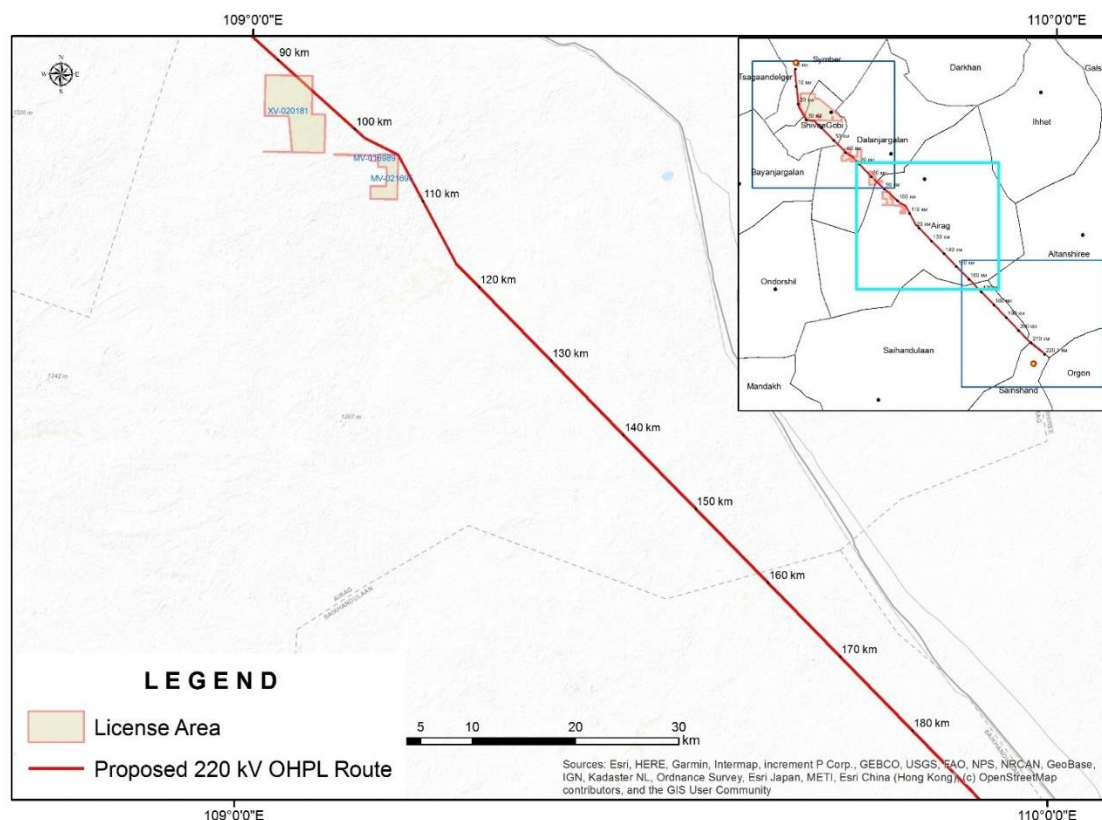 109°0'0"E
110°0'0"E
N
W
E
S
90 km
XV-020181
100 km
MV-021695
110 km
120 km
130 km
140 km
150 km
160 km
170 km
180 km
AIRAG
SAIKHANDULAAN
Symber
Tsagaandelger
Darkhan
Ihhet
ShiveeGobi
Dalanjargalan
Bayanjargalan
Airag
Altanshiree
Ondorshil
Saihandulaan
Mandakh
Sainshand
Orgon
LEGEND
License Area
Proposed 220 kV OHPL Route
5 10 20 30
km
Sources: Esri, HERE, Garmin, Intermap, increment P Corp., GEBCO, USGS, FAO, NPS, NRCAN, GeoBase,
IGN, Kadaster NL, Ordnance Survey, Esri Japan, METI, Esri China (Hong Kong), (c) OpenStreetMap
contributors, and the GIS User Community
109°0'0"E
110°0'0"E